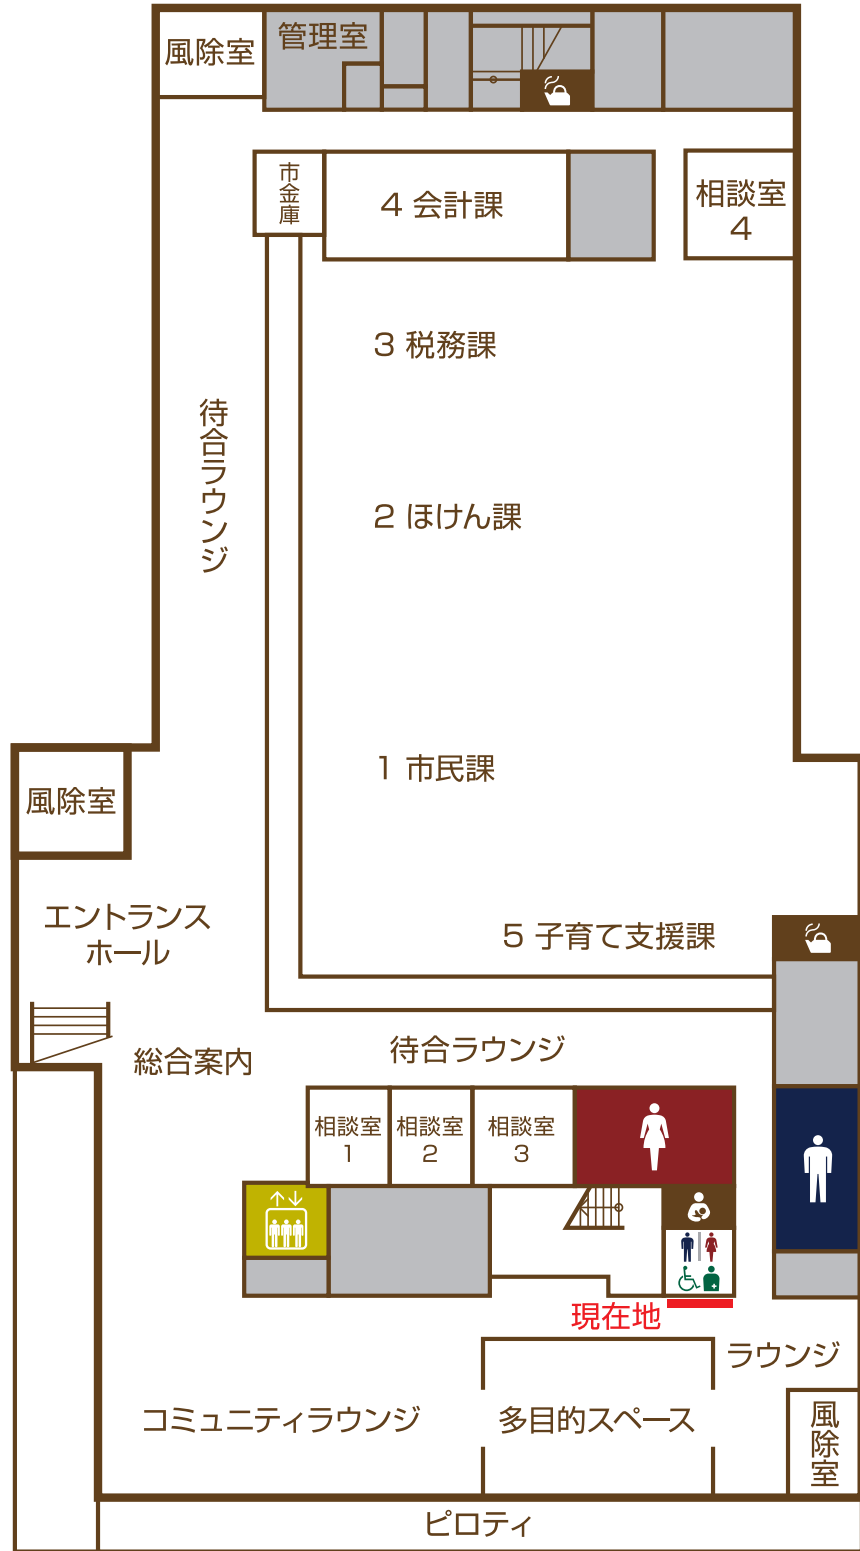 風除室
管理室
市金庫
4 会計課
相談室
4
3 税務課
待合ラウンジ
2 ほけん課
1 市民課
風除室
エントランス
ホール
5 子育て支援課
総合案内
待合ラウンジ
相談室
1
相談室
2
相談室
3
現在地
ラウンジ
コミュニティラウンジ
多目的スペース
風除室
ピロティ